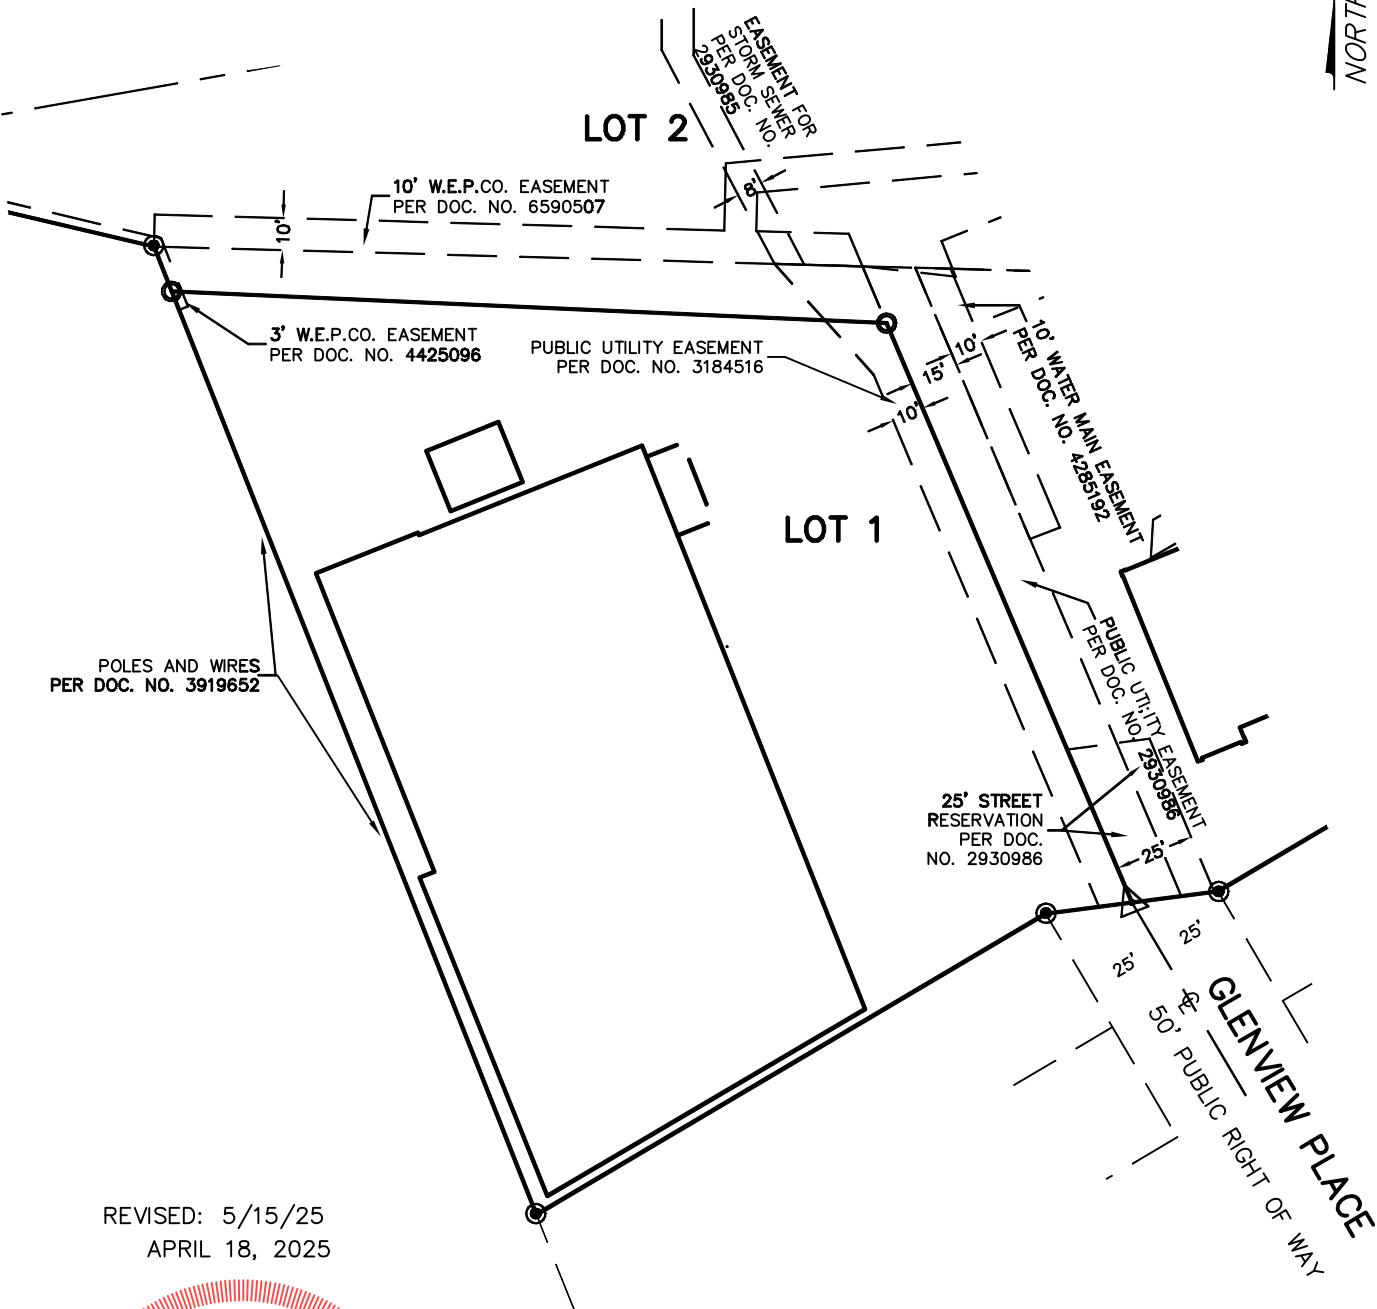 NORTH
EASEMENT FOR
STORM SEWER
PER DOC. NO.
2930985
LOT 2
8'
10' W.E.P.CO. EASEMENT
PER DOC. NO. 6590507
10'
3' W.E.P.CO. EASEMENT
PER DOC. NO. 4425096
PUBLIC UTILITY EASEMENT
PER DOC. NO. 3184516
10'
15'
10'
10' WATER MAIN EASEMENT
PER DOC. NO. 4285192
LOT 1
POLES AND WIRES
PER DOC. NO. 3919652
PUBLIC UTILITY EASEMENT
PER DOC. NO. 2930986
25' STREET
RESERVATION
PER DOC.
NO. 2930986
25'
25'
25'
GLENVIEW PLACE
50' PUBLIC RIGHT OF WAY
REVISED: 5/15/25
APRIL 18, 2025